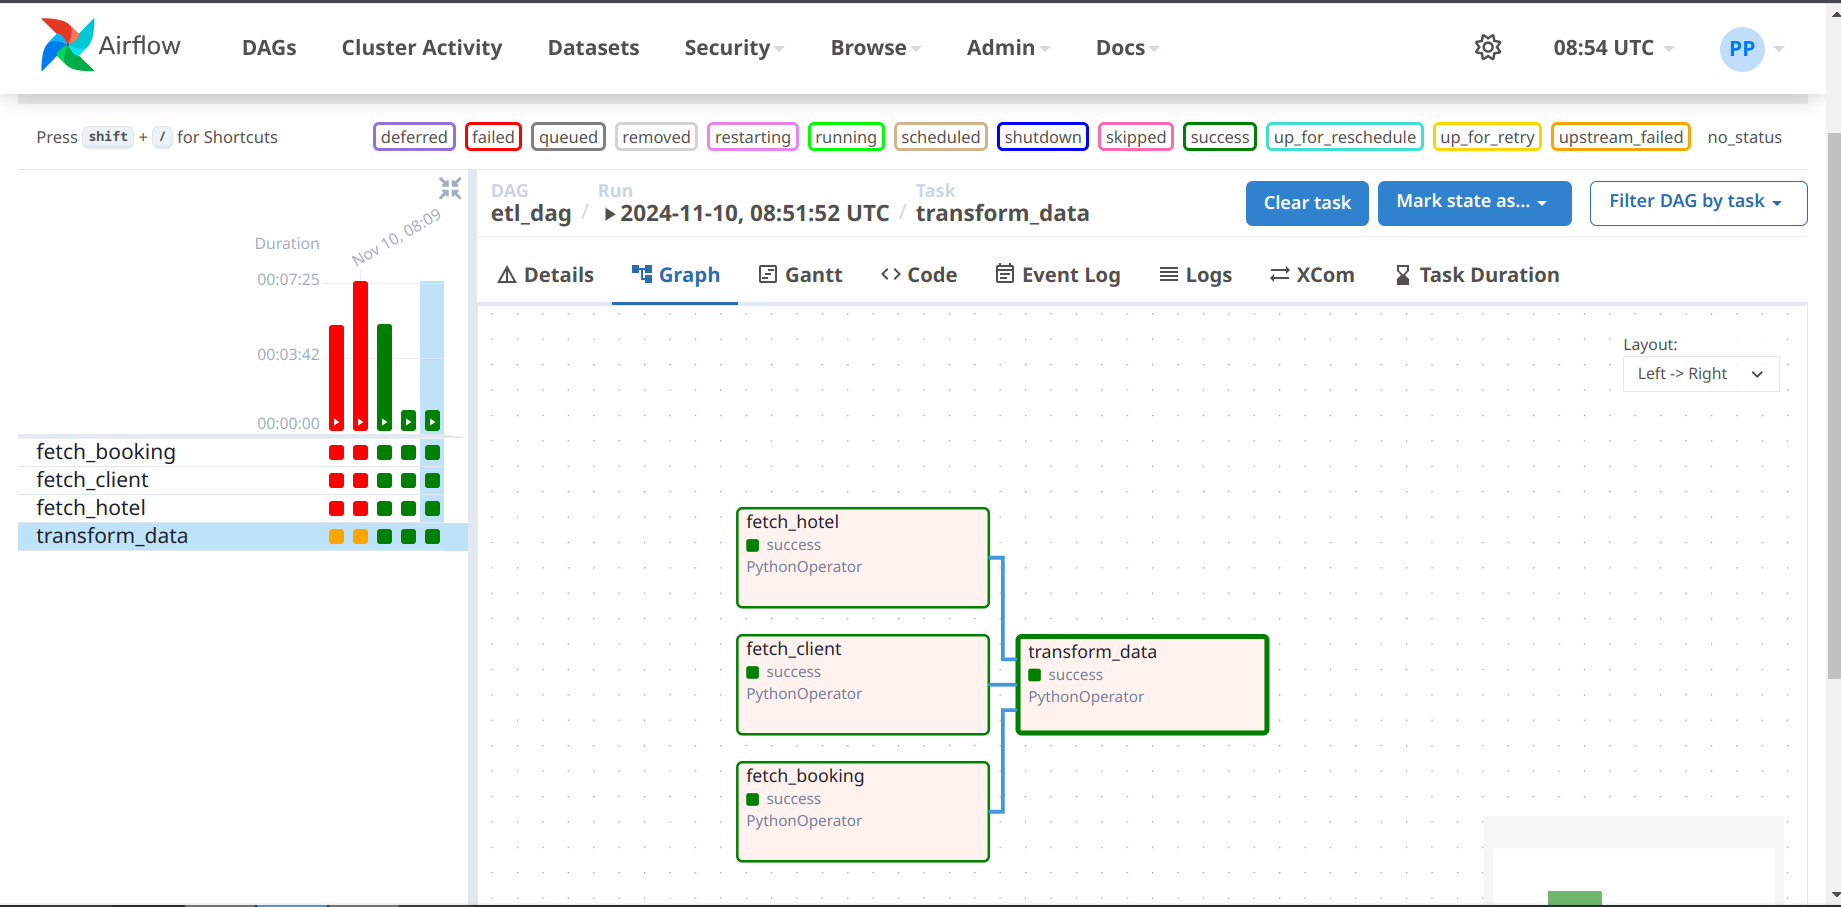 Airflow DAGs Cluster Activity Datasets Security Browse Admin Docs 08:54 UTC PP
Press shift + / for Shortcuts deferred failed queued removed restarting running scheduled shutdown skipped success up_for_reschedule up_for_retry upstream_failed no_status
DAG Run Task
etl_dag / 2024-11-10, 08:51:52 UTC / transform_data
Clear task Mark state as... Filter DAG by task
Details Graph Gantt Code Event Log Logs XCom Task Duration
Nov 10, 08:09
Duration
00:07:25
00:03:42
00:00:00
fetch_booking
fetch_client
fetch_hotel
transform_data
Layout:
Left -> Right
fetch_hotel
success
PythonOperator
fetch_client
success
PythonOperator
transform_data
success
PythonOperator
fetch_booking
success
PythonOperator